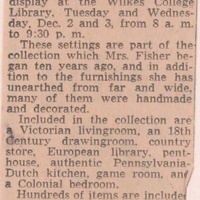 display at the Wilkes College
Library, Tuesday and Wednes-
day, Dec. 2 and 3, from 8 a. m.
to 9:30 p. m.
These settings are part of the
collection which Mrs. Fisher be-
gan ten years ago, and in addi-
tion to the furnishings she has
unearthed from far and wide,
many of them were handmade
and decorated.
Included in the collection are
a Victorian livingroom, an 18th
Century drawingroom, country
store, European library, pent-
house, authentic Pennsylvania-
Dutch kitchen, game room, and
a Colonial bedroom.
Hundreds of items are include